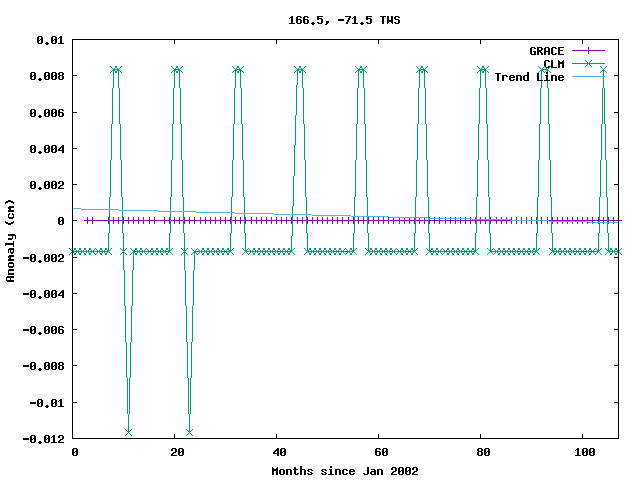 166.5, -71.5 TWS
GRACE
CLM
Trend Line
0.01
0.008
0.006
0.004
0.002
0
-0.002
-0.004
-0.006
-0.008
-0.01
-0.012
Anomaly (cm)
0 20 40 60 80 100
Months since Jan 2002